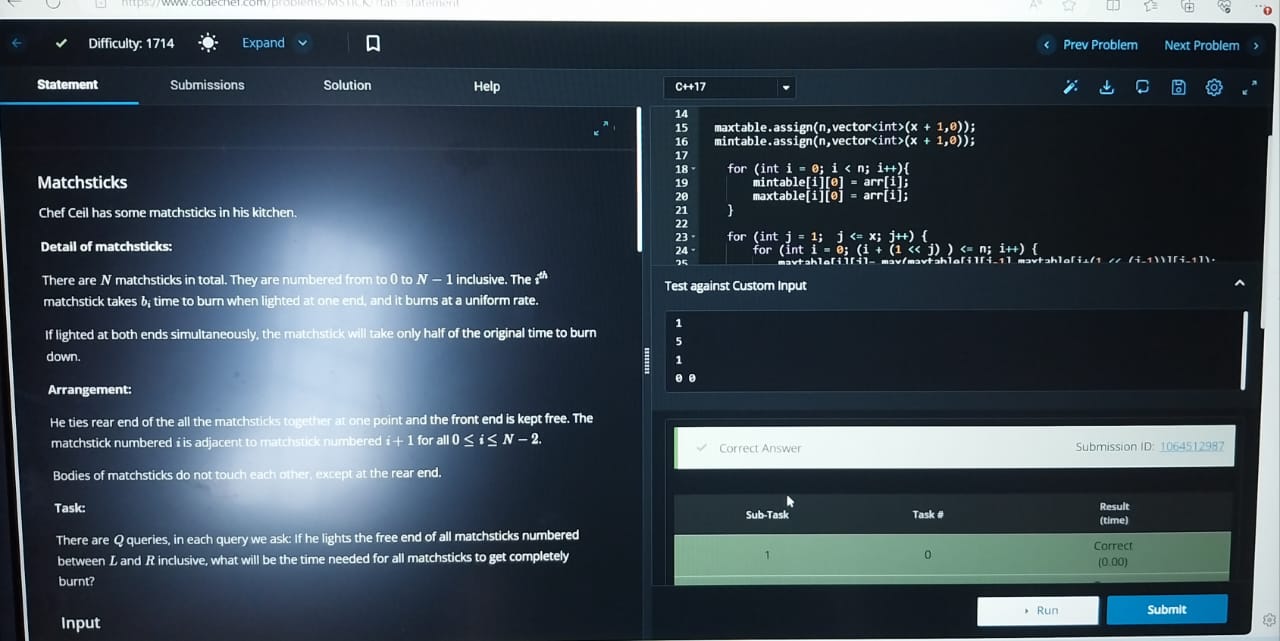 https://www.codechef.com/problems/MSTICK/?tab=statement
Difficulty: 1714
Expand
Prev Problem
Next Problem
Statement
Submissions
Solution
Help
C++17
Matchsticks
Chef Ceil has some matchsticks in his kitchen.
Detail of matchsticks:
There are N matchsticks in total. They are numbered from to 0 to N − 1 inclusive. The iᵗʰ
matchstick takes bᵢ time to burn when lighted at one end, and it burns at a uniform rate.
If lighted at both ends simultaneously, the matchstick will take only half of the original time to burn
down.
Arrangement:
He ties rear end of the all the matchsticks together at one point and the front end is kept free. The
matchstick numbered i is adjacent to matchstick numbered i + 1 for all 0 ≤ i ≤ N − 2.
Bodies of matchsticks do not touch each other, except at the rear end.
Task:
There are Q queries, in each query we ask: If he lights the free end of all matchsticks numbered
between L and R inclusive, what will be the time needed for all matchsticks to get completely
burnt?
Input
14
15 maxtable.assign(n,vector<int>(x + 1,0));
16 mintable.assign(n,vector<int>(x + 1,0));
17
18 for (int i = 0; i < n; i++){
19 mintable[i][0] = arr[i];
20 maxtable[i][0] = arr[i];
21 }
22
23 for (int j = 1; j <= x; j++) {
24 for (int i = 0; (i + (1 << j) ) <= n; i++) {
25 maxtable[i][j]= max(maxtable[i][j-1],maxtable[i+(1 << (j-1))][j-1]);
Test against Custom Input
1
5
1
0 0
Correct Answer
Submission ID: 1064512987
Sub-Task Task # Result
(time)
1 0 Correct
(0.00)
Run
Submit